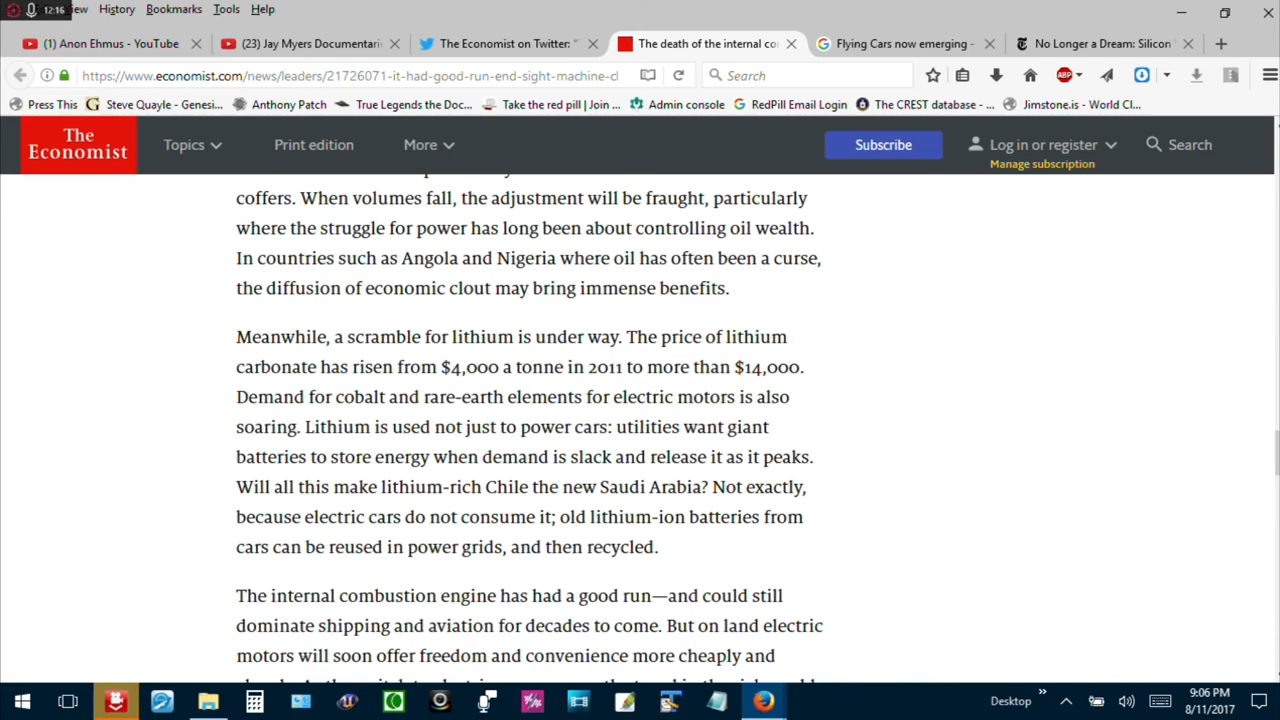 12:16 View History Bookmarks Tools Help
(1) Anon Ehmus - YouTube
(23) Jay Myers Documentari
The Economist on Twitter: "
The death of the internal co
Flying Cars now emerging -
No Longer a Dream: Silicon
https://www.economist.com/news/leaders/21726071-it-had-good-run-end-sight-machine-cl
Search
ABP
Press This
Steve Quayle - Genesi...
Anthony Patch
True Legends the Doc...
Take the red pill | Join ...
Admin console
RedPill Email Login
The CREST database - ...
Jimstone.is - World Cl...
The
Economist
Topics
Print edition
More
Subscribe
Log in or register
Manage subscription
Search
coffers. When volumes fall, the adjustment will be fraught, particularly
where the struggle for power has long been about controlling oil wealth.
In countries such as Angola and Nigeria where oil has often been a curse,
the diffusion of economic clout may bring immense benefits.
Meanwhile, a scramble for lithium is under way. The price of lithium
carbonate has risen from $4,000 a tonne in 2011 to more than $14,000.
Demand for cobalt and rare-earth elements for electric motors is also
soaring. Lithium is used not just to power cars: utilities want giant
batteries to store energy when demand is slack and release it as it peaks.
Will all this make lithium-rich Chile the new Saudi Arabia? Not exactly,
because electric cars do not consume it; old lithium-ion batteries from
cars can be reused in power grids, and then recycled.
The internal combustion engine has had a good run—and could still
dominate shipping and aviation for decades to come. But on land electric
motors will soon offer freedom and convenience more cheaply and
Desktop
9:06 PM
8/11/2017